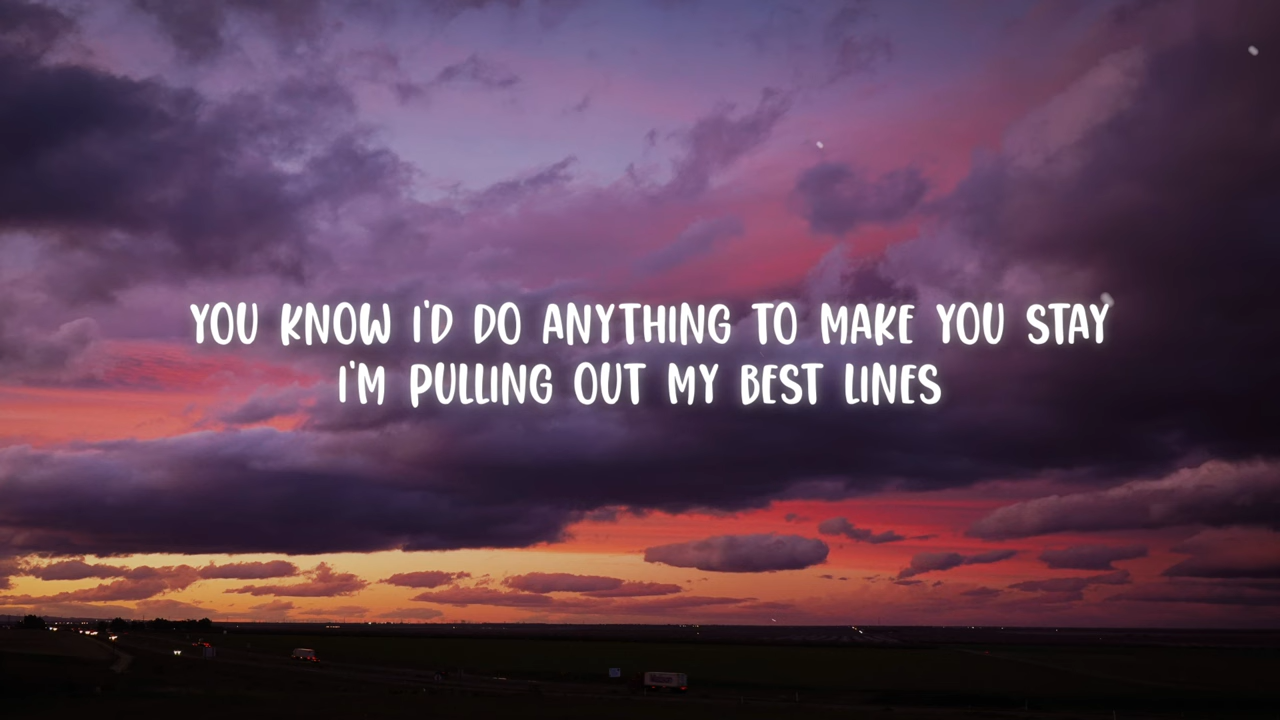 YOU KNOW I'D DO ANYTHING TO MAKE YOU STAY
I'M PULLING OUT MY BEST LINES